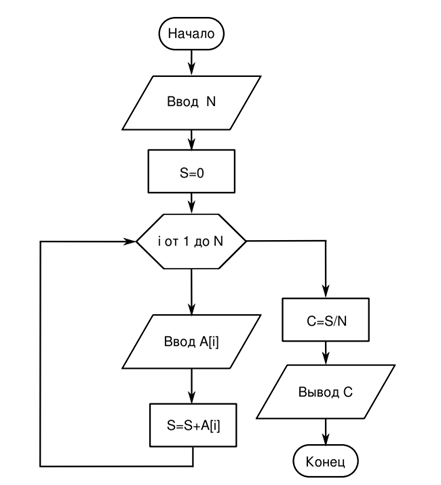 Начало
Ввод N
S=0
i от 1 до N
Ввод A[i]
S=S+A[i]
C=S/N
Вывод C
Конец